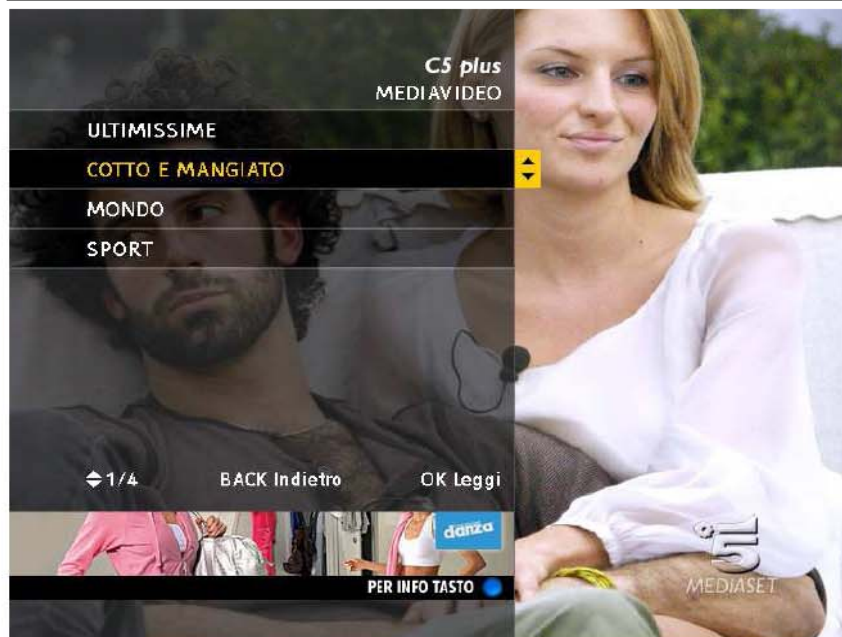 C5 plus
MEDIAVIDEO
ULTIMISSIME
COTTO E MANGIATO
MONDO
SPORT
1/4 BACK Indietro OK Leggi
danza
PER INFO TASTO
5
MEDIASET